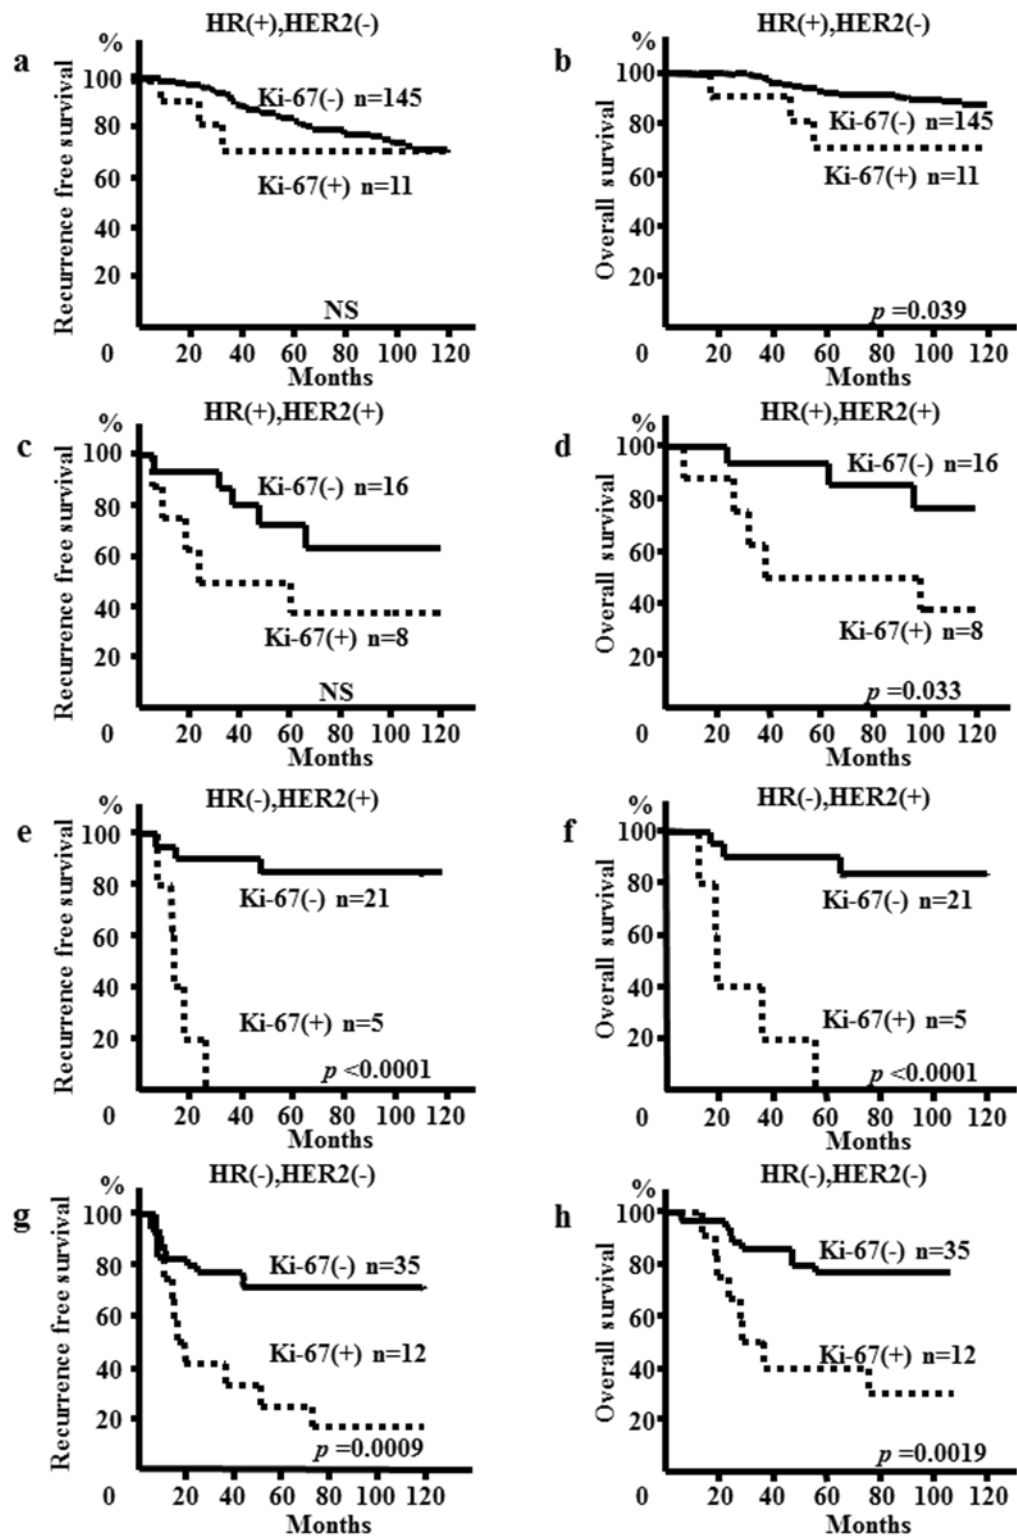 HR(+),HER2(-)
a
%
Recurrence free survival
100
80
60
40
20
0
Ki-67(-) n=145
Ki-67(+) n=11
NS
20 40 60 80 100 120
Months
HR(+),HER2(-)
b
%
Overall survival
100
80
60
40
20
0
Ki-67(-) n=145
Ki-67(+) n=11
p =0.039
20 40 60 80 100 120
Months
HR(+),HER2(+)
c
%
Recurrence free survival
100
80
60
40
20
0
Ki-67(-) n=16
Ki-67(+) n=8
NS
20 40 60 80 100 120
Months
HR(+),HER2(+)
d
%
Overall survival
100
80
60
40
20
0
Ki-67(-) n=16
Ki-67(+) n=8
p =0.033
20 40 60 80 100 120
Months
HR(-),HER2(+)
e
%
Recurrence free survival
100
80
60
40
20
0
Ki-67(-) n=21
Ki-67(+) n=5
p <0.0001
20 40 60 80 100 120
Months
HR(-),HER2(+)
f
%
Overall survival
100
80
60
40
20
0
Ki-67(-) n=21
Ki-67(+) n=5
p <0.0001
20 40 60 80 100 120
Months
HR(-),HER2(-)
g
%
Recurrence free survival
100
80
60
40
20
0
Ki-67(-) n=35
Ki-67(+) n=12
p =0.0009
20 40 60 80 100 120
Months
HR(-),HER2(-)
h
%
Overall survival
100
80
60
40
20
0
Ki-67(-) n=35
Ki-67(+) n=12
p =0.0019
20 40 60 80 100 120
Months